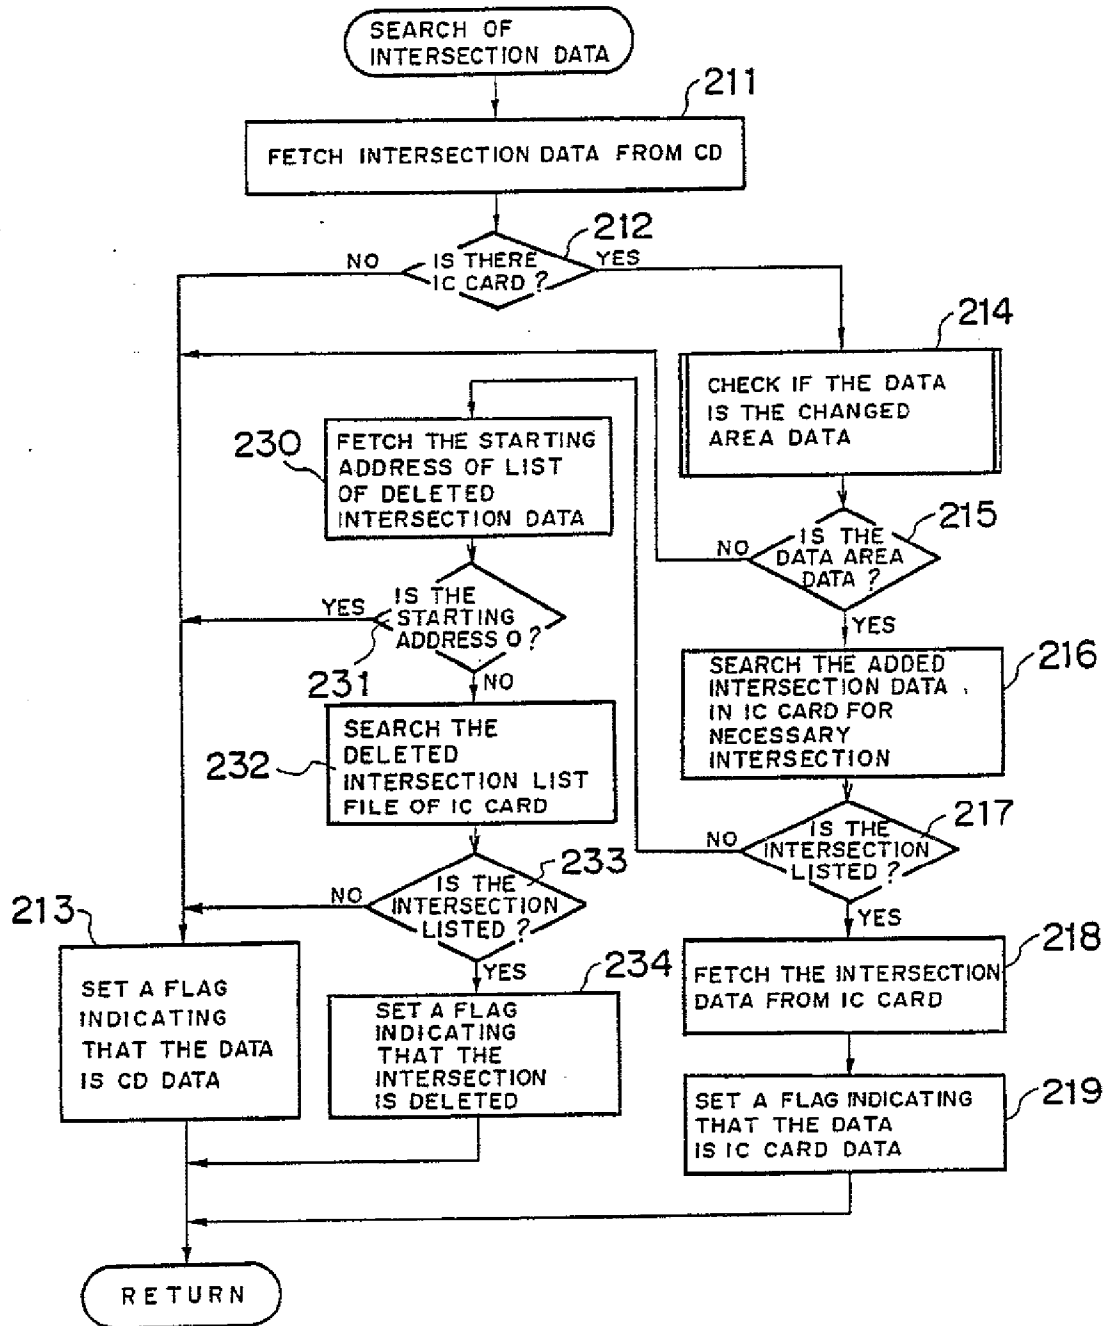 SEARCH OF
INTERSECTION DATA
211
FETCH INTERSECTION DATA FROM CD
212
IS THERE
IC CARD ?
NO
YES
214
CHECK IF THE DATA
IS THE CHANGED
AREA DATA
215
IS THE
DATA AREA
DATA ?
NO
YES
216
SEARCH THE ADDED
INTERSECTION DATA
IN IC CARD FOR
NECESSARY
INTERSECTION
217
IS THE
INTERSECTION
LISTED ?
NO
YES
218
FETCH THE INTERSECTION
DATA FROM IC CARD
219
SET A FLAG INDICATING
THAT THE DATA
IS IC CARD DATA
230
FETCH THE STARTING
ADDRESS OF LIST
OF DELETED
INTERSECTION DATA
231
IS THE
STARTING
ADDRESS O ?
YES
NO
232
SEARCH THE
DELETED
INTERSECTION LIST
FILE OF IC CARD
233
IS THE
INTERSECTION
LISTED ?
NO
YES
234
SET A FLAG
INDICATING
THAT THE
INTERSECTION
IS DELETED
213
SET A FLAG
INDICATING
THAT THE DATA
IS CD DATA
RETURN